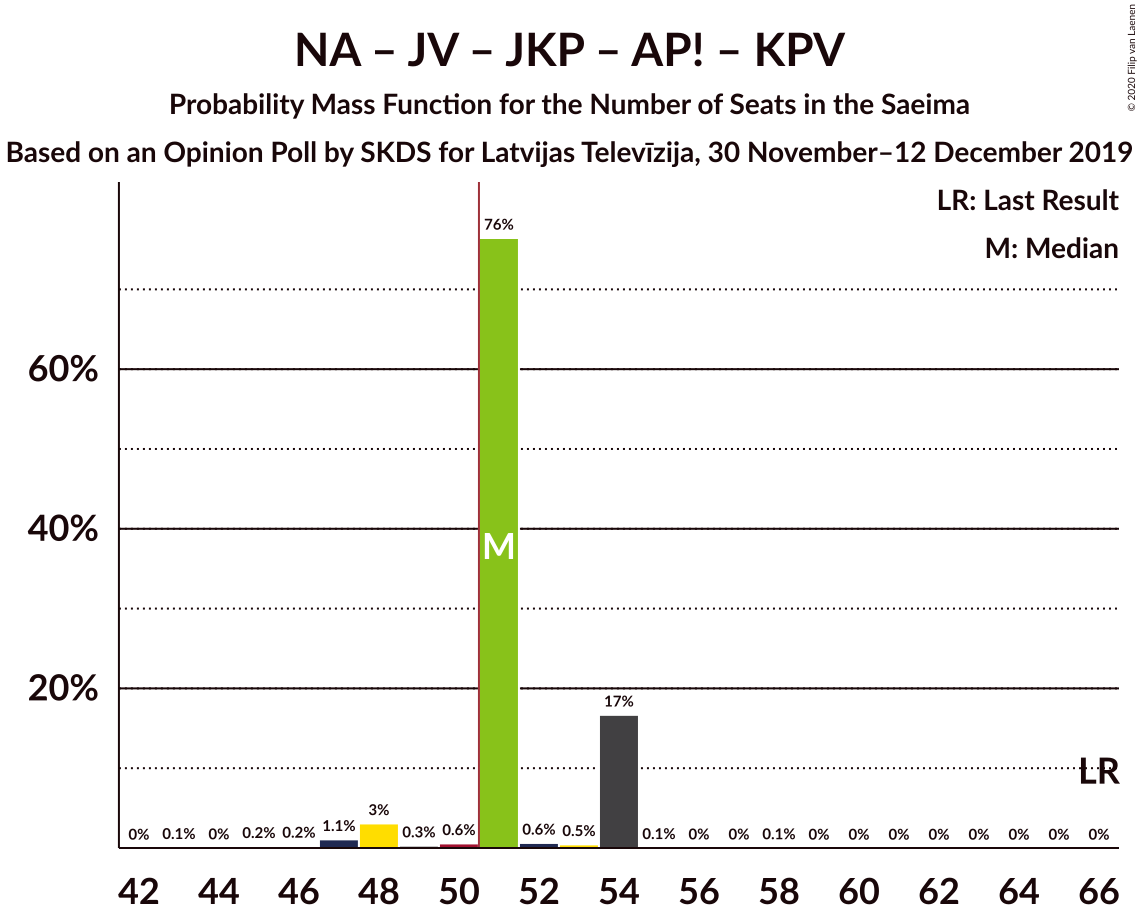 NA – JV – JKP – AP! – KPV
Probability Mass Function for the Number of Seats in the Saeima
Based on an Opinion Poll by SKDS for Latvijas Televīzija, 30 November–12 December 2019
© 2020 Filip van Laenen
LR: Last Result
M: Median
60%
40%
20%
0% 0.1% 0% 0.2% 0.2% 1.1% 3% 0.3% 0.6% 76% 0.6% 0.5% 17% 0.1% 0% 0% 0.1% 0% 0% 0% 0% 0% 0% 0% 0%
M
LR
42 44 46 48 50 52 54 56 58 60 62 64 66